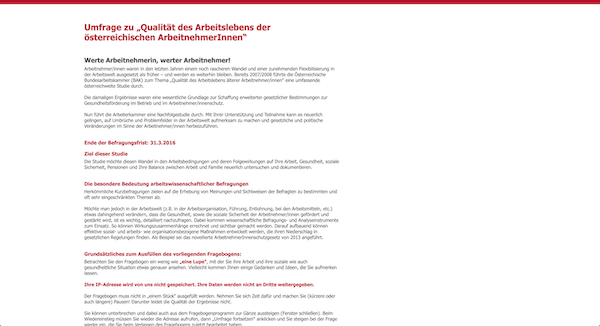 Umfrage zu „Qualität des Arbeitslebens der
österreichischen ArbeitnehmerInnen“
Werte Arbeitnehmerin, werter Arbeitnehmer!
Arbeitnehmer/innen waren in den letzten Jahren einem noch rascheren Wandel und einer zunehmenden Flexibilisierung in
der Arbeitswelt ausgesetzt als früher – und werden es weiterhin bleiben. Bereits 2007/2008 führte die Österreichische
Bundesarbeitskammer (BAK) zum Thema „Qualität des Arbeitslebens älterer Arbeitnehmer/innen“ eine umfassende
österreichweite Studie durch.
Die damaligen Ergebnisse waren eine wesentliche Grundlage zur Schaffung erweiterter gesetzlicher Bestimmungen zur
Gesundheitsförderung im Betrieb und im Arbeitnehmer/innenschutz.
Nun führt die Arbeiterkammer eine Nachfolgestudie durch. Mit Ihrer Unterstützung und Teilnahme kann es neuerlich
gelingen, auf Umbrüche und Problemfelder in der Arbeitswelt aufmerksam zu machen und gesetzliche und politische
Veränderungen im Sinne der Arbeitnehmer/innen herbeizuführen.
Ende der Befragungsfrist: 31.3.2016
Ziel dieser Studie
Die Studie möchte diesen Wandel in den Arbeitsbedingungen und deren Folgewirkungen auf Ihre Arbeit, Gesundheit, soziale
Sicherheit, Pensionen und Ihre Balance zwischen Arbeit und Familie neuerlich untersuchen und dokumentieren.
Die besondere Bedeutung arbeitswissenschaftlicher Befragungen
Herkömmliche Kurzbefragungen zielen auf die Erhebung von Meinungen und Sichtweisen der Befragten zu bestimmten und
oft sehr eingeschränkten Themen ab.
Möchte man jedoch in der Arbeitswelt (z.B. in der Arbeitsorganisation, Führung, Entlohnung, bei den Arbeitsmitteln, etc.)
etwas dahingehend verändern, dass die Gesundheit, sowie die soziale Sicherheit der Arbeitnehmer/innen gefördert und
gestärkt wird, ist es wichtig, detailliert nachzufragen. Dabei kommen wissenschaftliche Befragungs- und Analyseinstrumente
zum Einsatz. So können Wirkungszusammenhänge errechnet und sichtbar gemacht werden. Darauf aufbauend können
effektive sozial- und arbeits- wie organisationsbezogene Maßnahmen entwickelt werden, die ihren Niederschlag in
gesetzlichen Regelungen finden. Als Beispiel sei das novellierte ArbeitnehmerInnenschutzgesetz von 2013 angeführt.
Grundsätzliches zum Ausfüllen des vorliegenden Fragebogens:
Betrachten Sie den Fragebogen ein wenig wie „eine Lupe“, mit der Sie Ihre Arbeit und Ihre soziale wie auch
gesundheitliche Situation etwas genauer ansehen. Vielleicht kommen Ihnen einige Gedanken und Ideen, die Sie aufmerken
lassen.
Ihre IP-Adresse wird von uns nicht gespeichert. Ihre Daten werden nicht an Dritte weitergegeben.
Der Fragebogen muss nicht in „einem Stück“ ausgefüllt werden. Nehmen Sie sich Zeit dafür und machen Sie (kürzere oder
auch längere) Pausen! Darunter leidet die Qualität der Ergebnisse nicht.
Sie können unterbrechen und dabei auch aus dem Fragebogenprogramm zur Gänze aussteigen (Fenster schließen). Beim
Wiedereinstieg müssen Sie wieder die Adresse aufrufen, dann „Umfrage fortsetzen“ anklicken und Sie steigen bei der Frage
wieder ein, die Sie beim Verlassen des Fragebogens zuletzt bearbeitet haben.